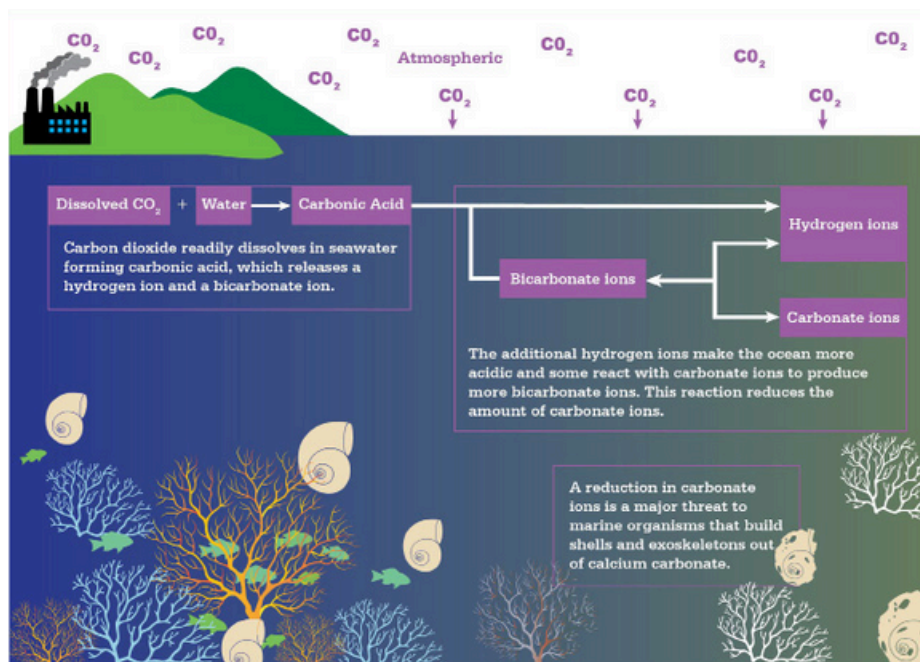 CO₂
CO₂
CO₂
CO₂
CO₂
Atmospheric
CO₂
CO₂
CO₂
CO₂
CO₂
CO₂
Dissolved CO₂ + Water Carbonic Acid
Carbon dioxide readily dissolves in seawater
forming carbonic acid, which releases a
hydrogen ion and a bicarbonate ion.
Hydrogen ions
Bicarbonate ions
Carbonate ions
The additional hydrogen ions make the ocean more
acidic and some react with carbonate ions to produce
more bicarbonate ions. This reaction reduces the
amount of carbonate ions.
A reduction in carbonate
ions is a major threat to
marine organisms that build
shells and exoskeletons out
of calcium carbonate.